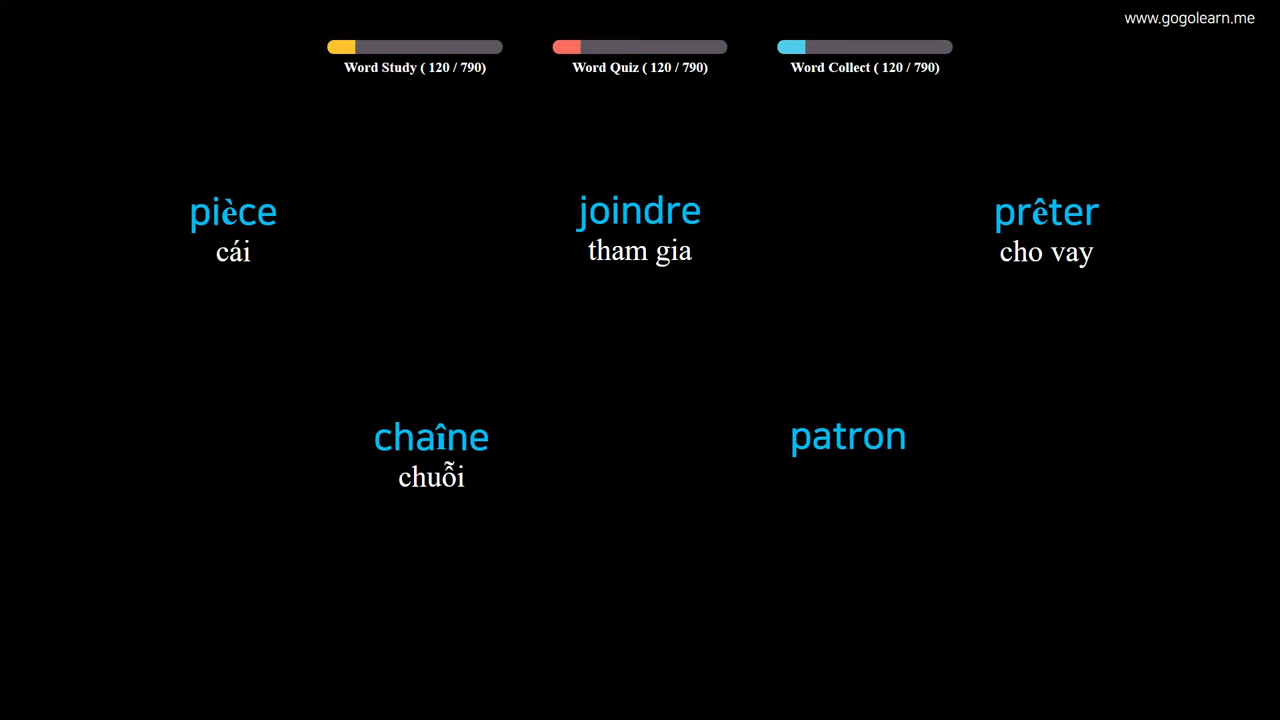 www.gogolearn.me
Word Study ( 120 / 790)
Word Quiz ( 120 / 790)
Word Collect ( 120 / 790)
pièce
cái
joindre
tham gia
prêter
cho vay
chaîne
chuỗi
patron